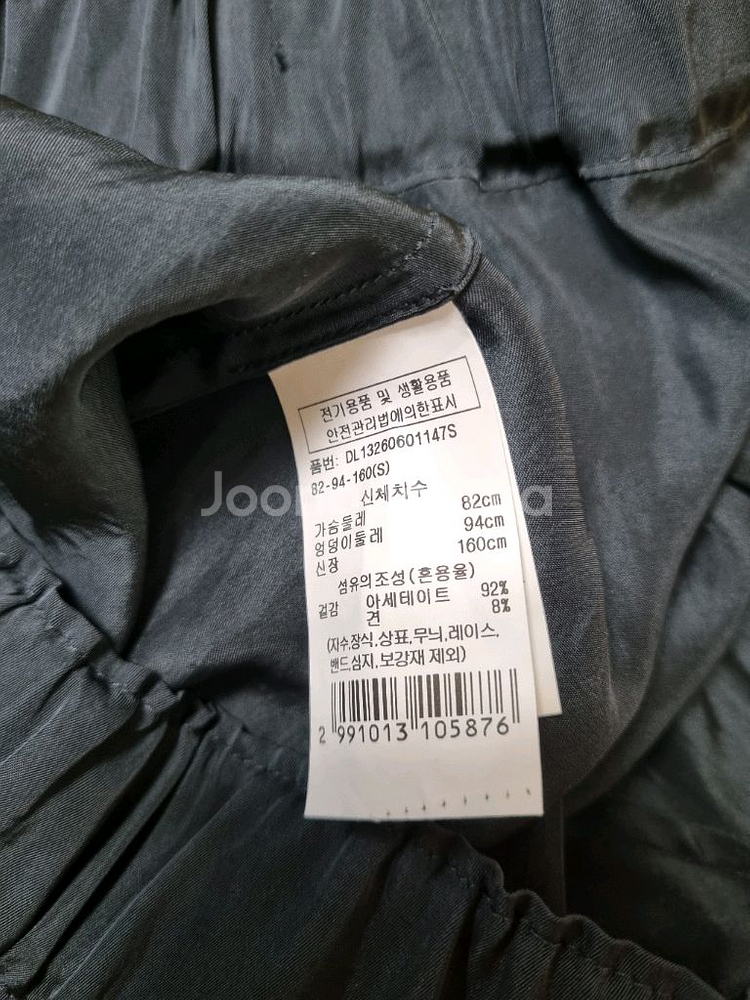 전기용품 및 생활용품
안전관리법에의한표시
품번: DL13260601147S
82-94-160(S)
신체치수
가슴둘레 82cm
엉덩이둘레 94cm
신장 160cm
섬유의조성(혼용율)
겉감 아세테이트 92%
견 8%
(자수,장식,상표,무늬,레이스,
밴드,심지,보강재 제외)
2 991013 105876